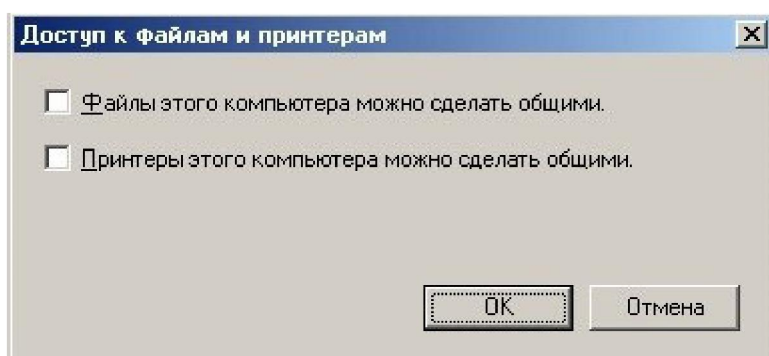 Доступ к файлам и принтерам
Файлы этого компьютера можно сделать общими.
Принтеры этого компьютера можно сделать общими.
OK Отмена